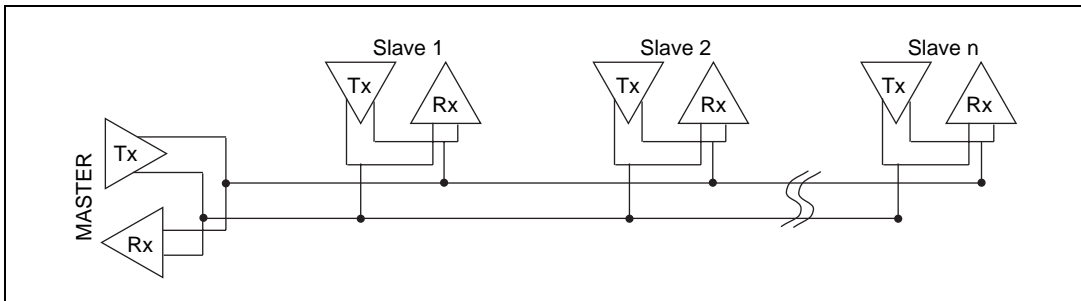 Slave 1
Slave 2
Slave n
Tx
Rx
Tx
Rx
Tx
Rx
MASTER
Tx
Rx